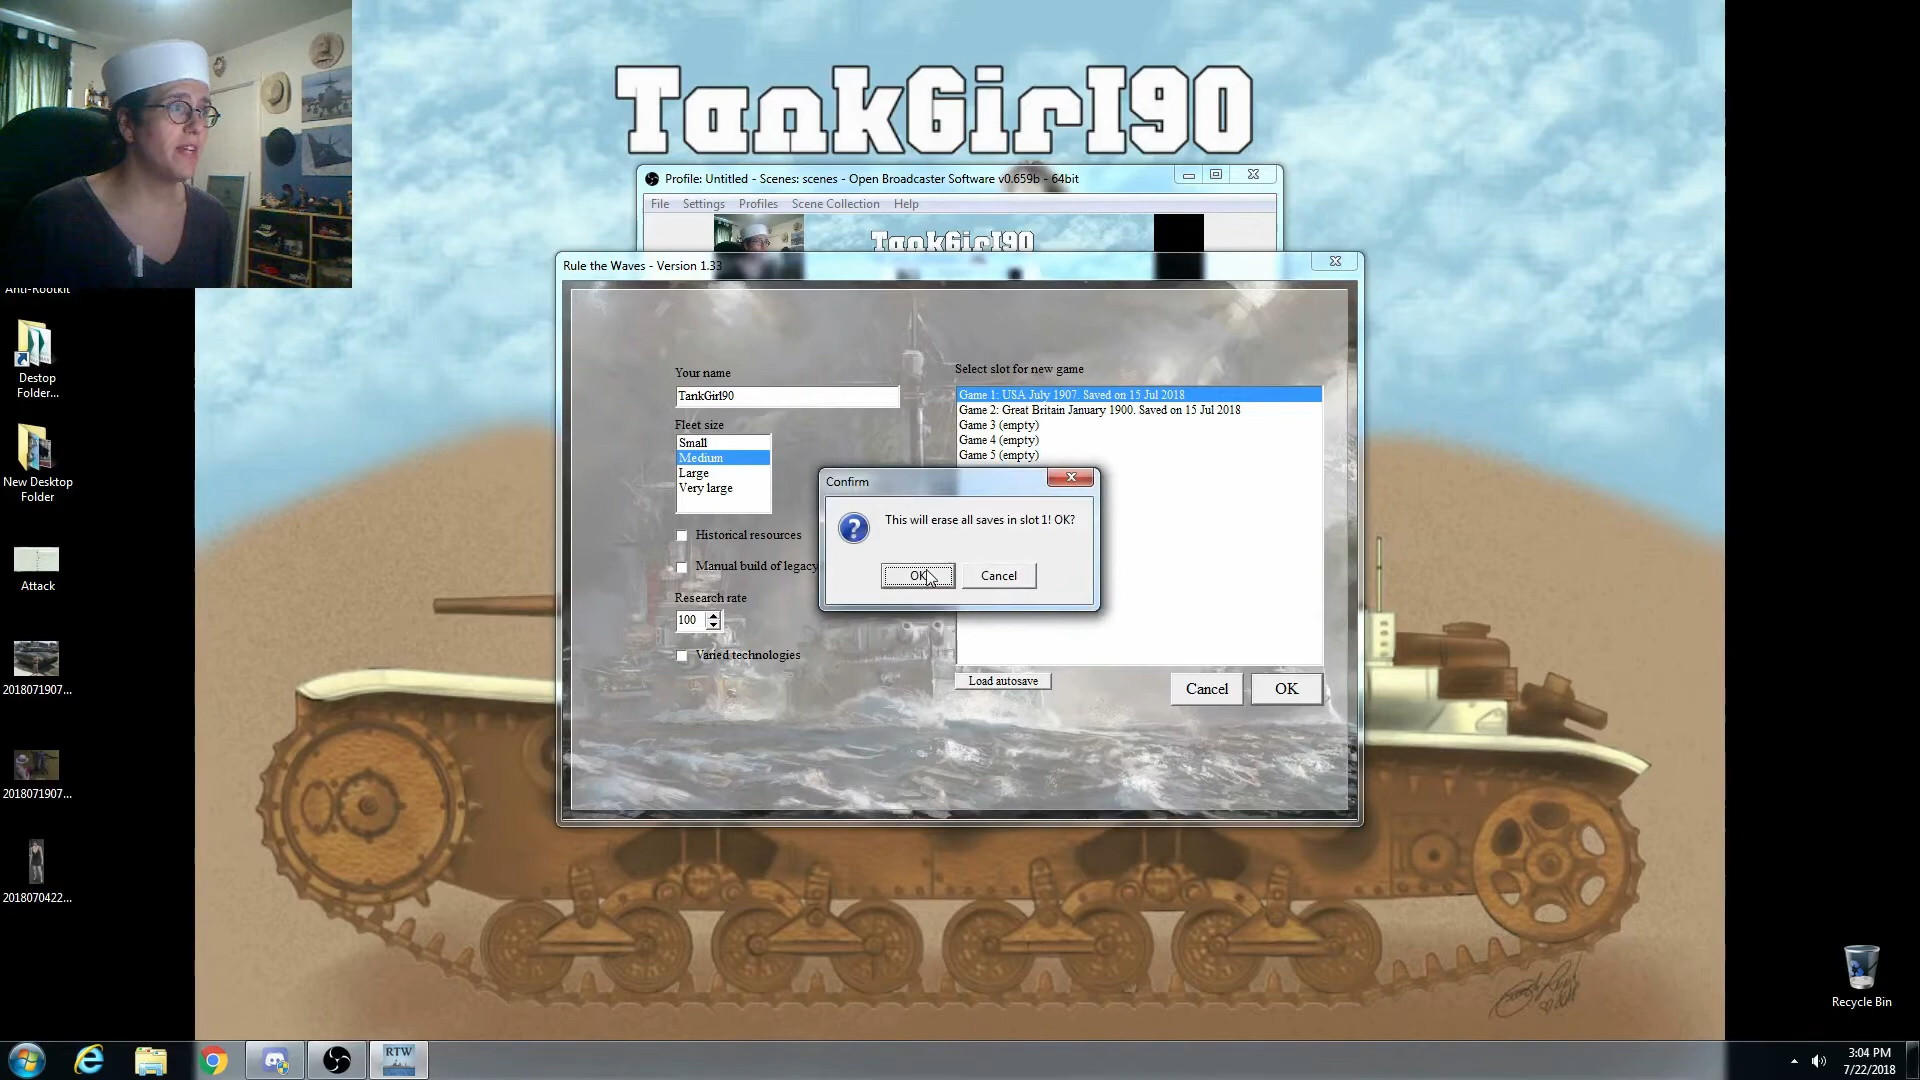 TankGirl90
Profile: Untitled - Scenes: scenes - Open Broadcaster Software v0.659b - 64bit
File Settings Profiles Scene Collection Help
TankGirl90
Rule the Waves - Version 1.33
Your name
TankGirl90
Fleet size
Small
Medium
Large
Very large
Historical resources
Manual build of legacy
Research rate
100
Varied technologies
Select slot for new game
Game 1: USA July 1907. Saved on 15 Jul 2018
Game 2: Great Britain January 1900. Saved on 15 Jul 2018
Game 3 (empty)
Game 4 (empty)
Game 5 (empty)
Confirm
This will erase all saves in slot 1! OK?
OK
Cancel
Load autosave
Cancel
OK
Anti-Rootkit
Destop
Folder...
New Desktop
Folder
Attack
2018071907...
2018071907...
2018070422...
Recycle Bin
RTW
3:04 PM
7/22/2018